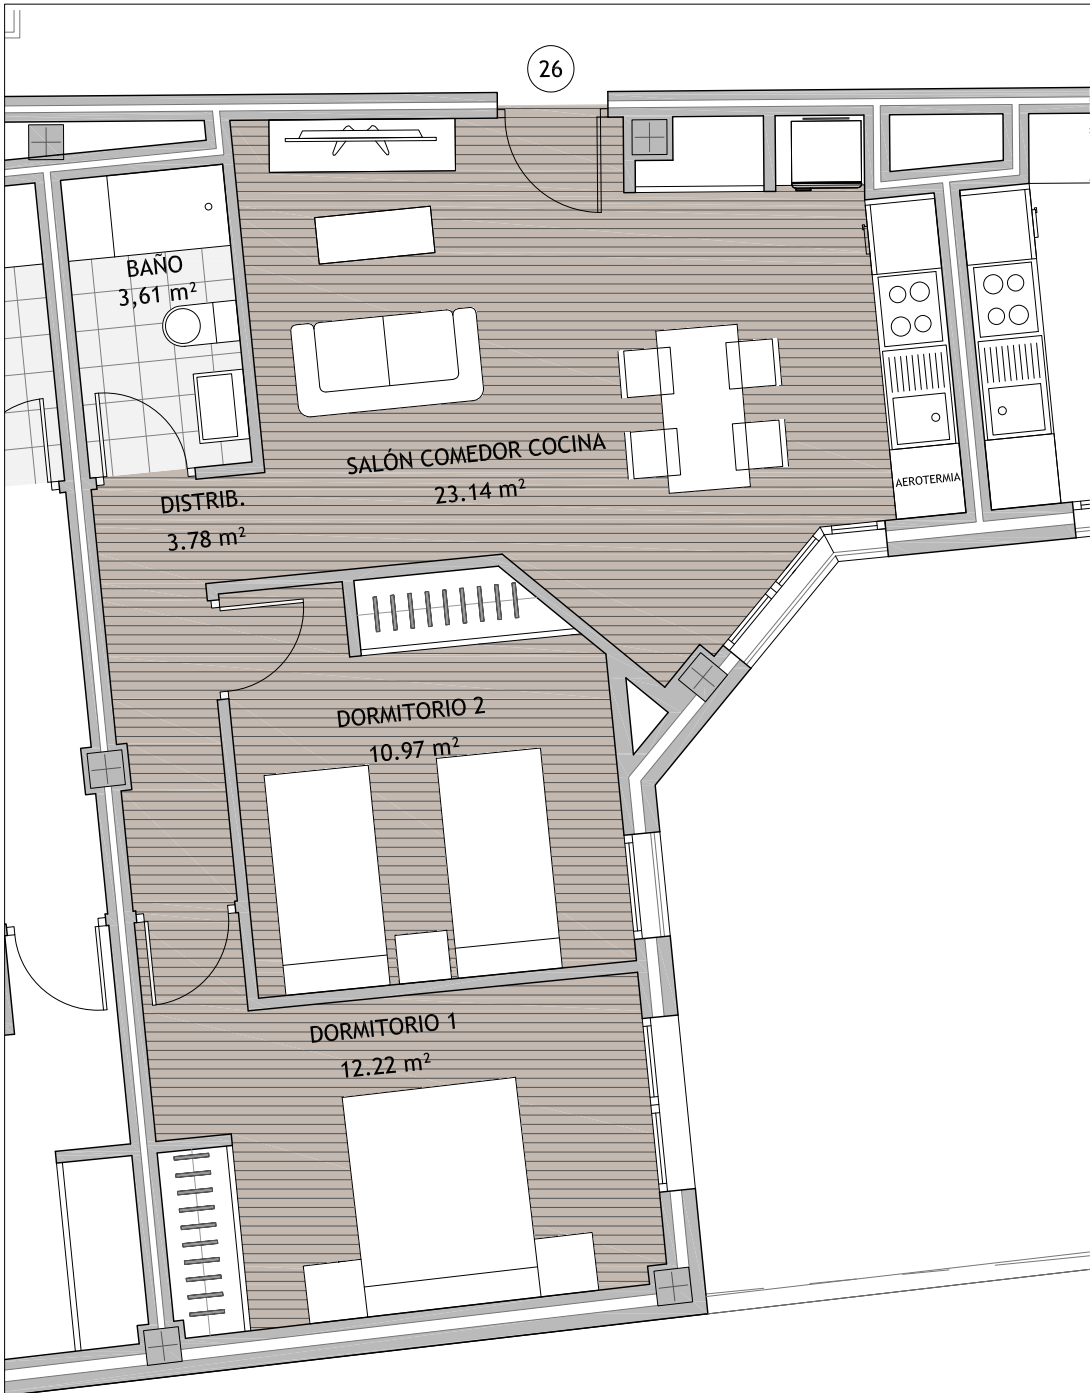 26
BAÑO
3,61 m²
SALÓN COMEDOR COCINA
23.14 m²
AEROTERMIA
DISTRIB.
3.78 m²
DORMITORIO 2
10.97 m²
DORMITORIO 1
12.22 m²